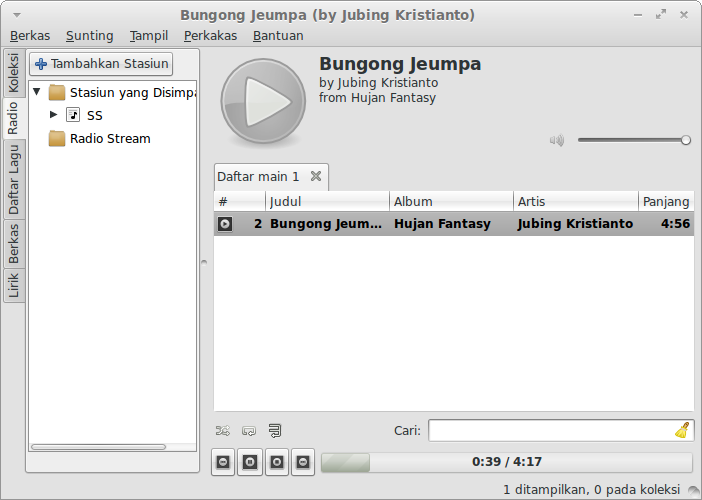 Bungong Jeumpa (by Jubing Kristianto)
Berkas Sunting Tampil Perkakas Bantuan
Koleksi
Radio
Daftar Lagu
Berkas
Lirik
Tambahkan Stasiun
Stasiun yang Disimpa
SS
Radio Stream
Bungong Jeumpa
by Jubing Kristianto
from Hujan Fantasy
Daftar main 1
# Judul Album Artis Panjang
2 Bungong Jeum... Hujan Fantasy Jubing Kristianto 4:56
Cari:
0:39 / 4:17
1 ditampilkan, 0 pada koleksi